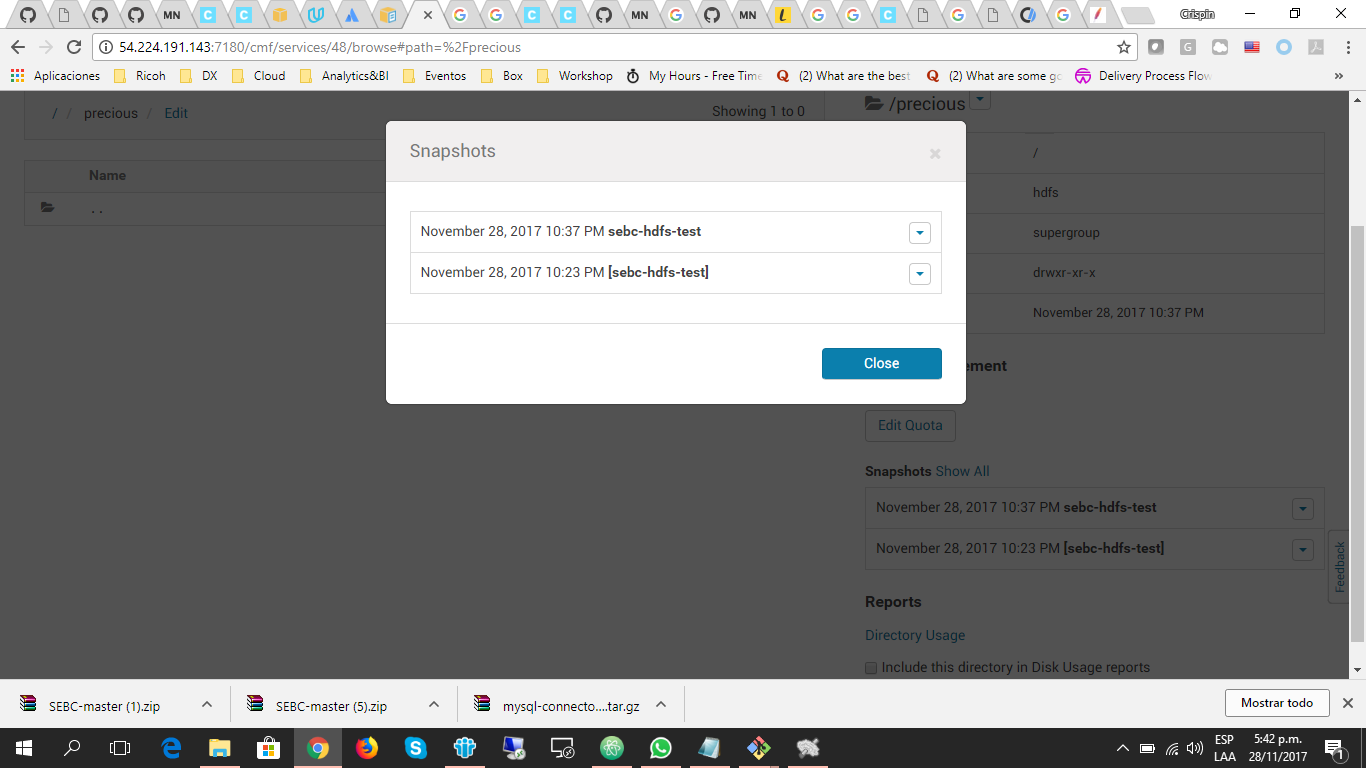 MN
MN
MN
Crispin
54.224.191.143:7180/cmf/services/48/browse#path=%2Fprecious
Aplicaciones Ricoh DX Cloud Analytics&BI Eventos Box Workshop My Hours - Free Time (2) What are the best (2) What are some go Delivery Process Flow »
/ / precious / Edit Showing 1 to 0
Name
. .
Snapshots ×
November 28, 2017 10:37 PM sebc-hdfs-test
November 28, 2017 10:23 PM [sebc-hdfs-test]
Close
/precious
/
hdfs
supergroup
drwxr-xr-x
November 28, 2017 10:37 PM
ement
Edit Quota
Snapshots Show All
November 28, 2017 10:37 PM sebc-hdfs-test
November 28, 2017 10:23 PM [sebc-hdfs-test]
Feedback
Reports
Directory Usage
Include this directory in Disk Usage reports
SEBC-master (1).zip SEBC-master (5).zip mysql-connecto....tar.gz Mostrar todo
ESP 5:42 p.m.
LAA 28/11/2017
1